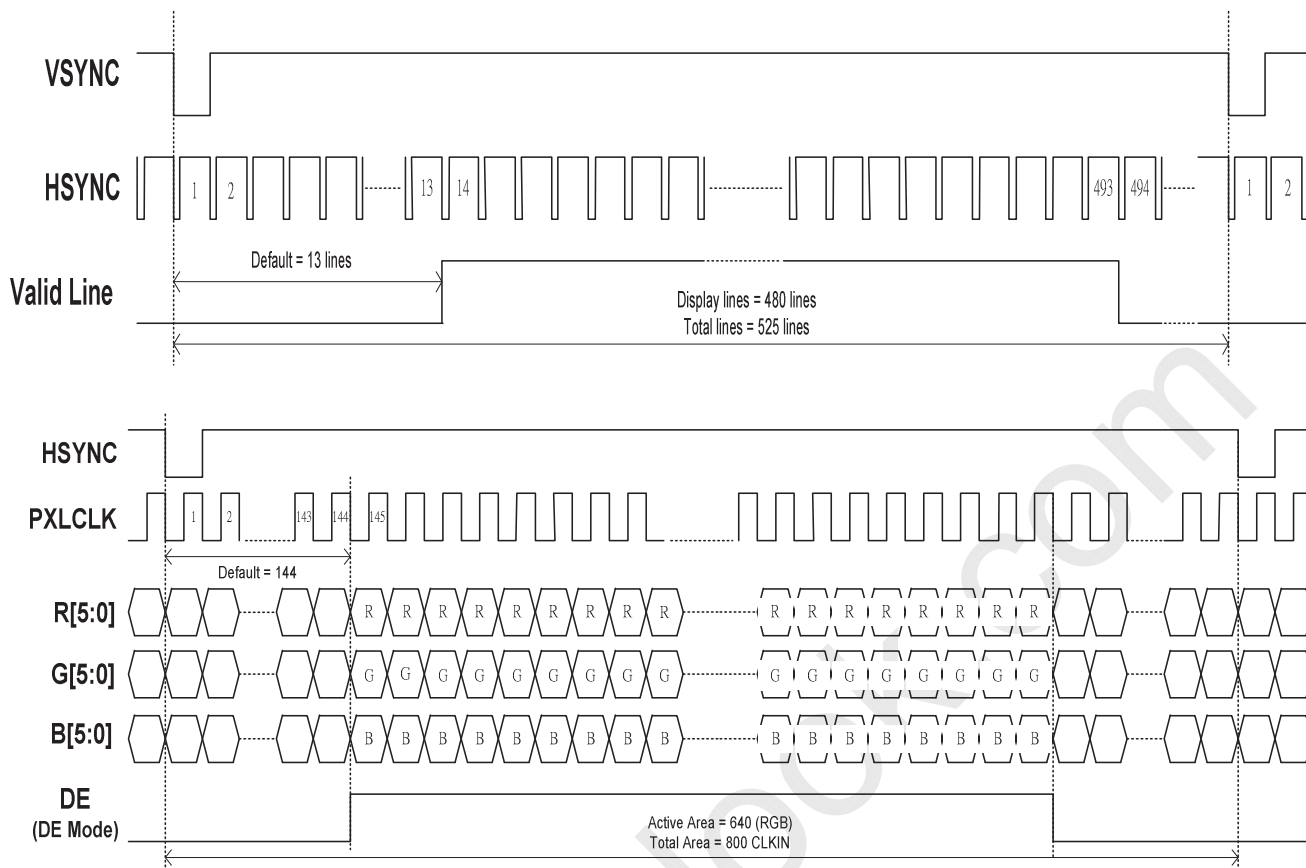 VSYNC
HSYNC
1 2 13 14 493 494 1 2
Default = 13 lines
Valid Line
Display lines = 480 lines
Total lines = 525 lines
HSYNC
PXLCLK
1 2 143 144 145
Default = 144
R[5:0]
R R R R R R R R R R R R R R R R R
G[5:0]
G G G G G G G G G G G G G G G G G
B[5:0]
B B B B B B B B B B B B B B B B B
DE
(DE Mode)
Active Area = 640 (RGB)
Total Area = 800 CLKIN
look.com